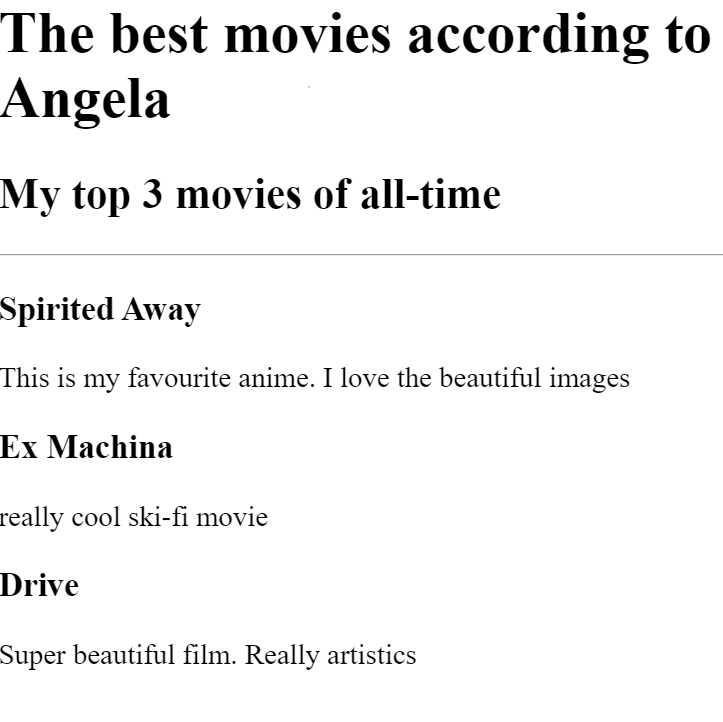 The best movies according to
Angela
My top 3 movies of all-time
Spirited Away
This is my favourite anime. I love the beautiful images
Ex Machina
really cool ski-fi movie
Drive
Super beautiful film. Really artistics